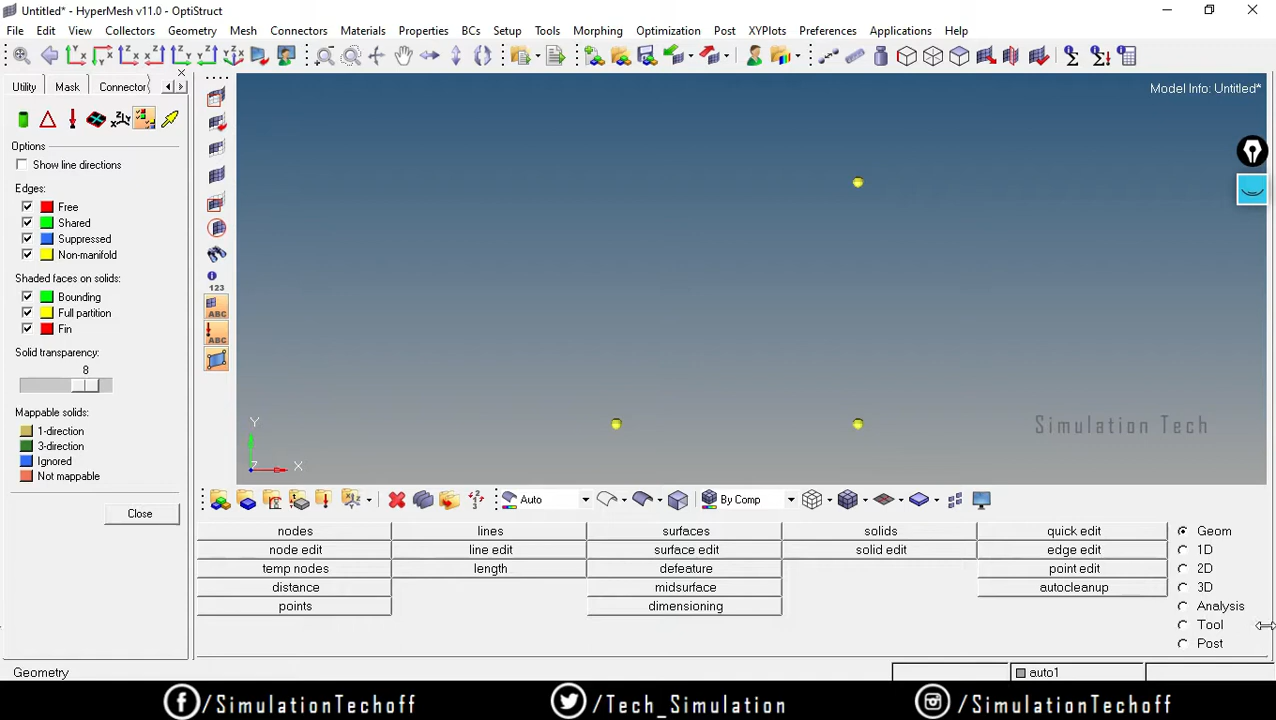 Untitled* - HyperMesh v11.0 - OptiStruct
File Edit View Collectors Geometry Mesh Connectors Materials Properties BCs Setup Tools Morphing Optimization Post XYPlots Preferences Applications Help
Utility Mask Connector
Model Info: Untitled*
Options
Show line directions
Edges:
Free
Shared
Suppressed
Non-manifold
Shaded faces on solids:
Bounding
Full partition
Fin
Solid transparency:
8
Mappable solids:
1-direction
3-direction
Ignored
Not mappable
Close
123
ABC
ABC
Y
Z X
Simulation Tech
Auto By Comp
nodes lines surfaces solids quick edit Geom
node edit line edit surface edit solid edit edge edit 1D
temp nodes length defeature point edit 2D
distance midsurface autocleanup 3D
points dimensioning Analysis
Tool
Post
Geometry auto1
/SimulationTechoff /Tech_Simulation /SimulationTechoff